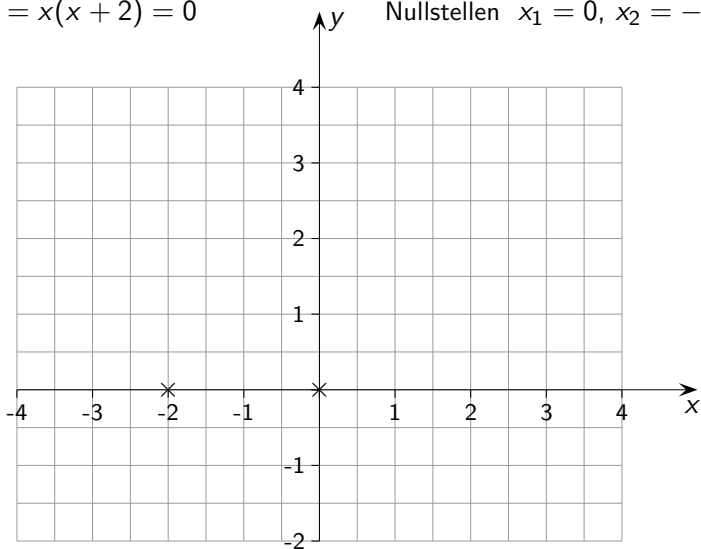 = x(x + 2) = 0 Nullstellen x₁ = 0, x₂ = −
y
4
3
2
1
-4 -3 -2 -1 1 2 3 4 x
-1
-2